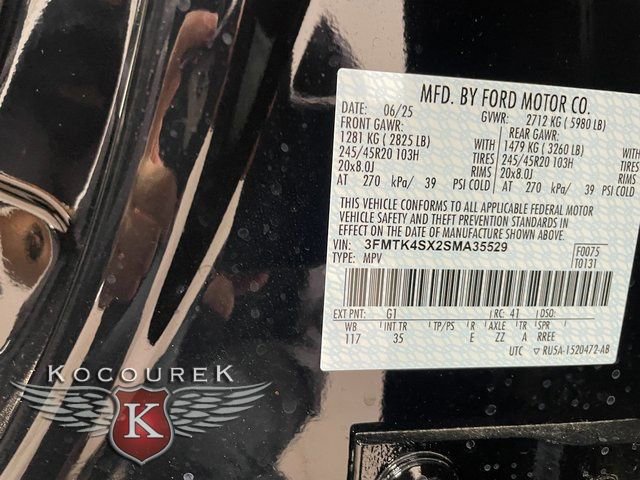 MFD. BY FORD MOTOR CO.
DATE: 06/25 GVWR: 2712 KG ( 5980 LB)
FRONT GAWR: REAR GAWR:
1281 KG ( 2825 LB) WITH 1479 KG ( 3260 LB) WITH
245/45R20 103H TIRES 245/45R20 103H TIRES
20x8.0J RIMS 20x8.0J RIMS
AT 270 kPa/ 39 PSI COLD AT 270 kPa/ 39 PSI COLD
THIS VEHICLE CONFORMS TO ALL APPLICABLE FEDERAL MOTOR
VEHICLE SAFETY AND THEFT PREVENTION STANDARDS IN
EFFECT ON THE DATE OF MANUFACTURE SHOWN ABOVE.
VIN: 3FMTK4SX2SMA35529 F0075
TYPE: MPV T0131
EXT PNT: G1 RC: 41 DSO:
WB INT TR TP/PS R AXLE TR SPR
117 35 E ZZ A RREE
UTC RU5A-1520472-AB
KOCOUREK
K